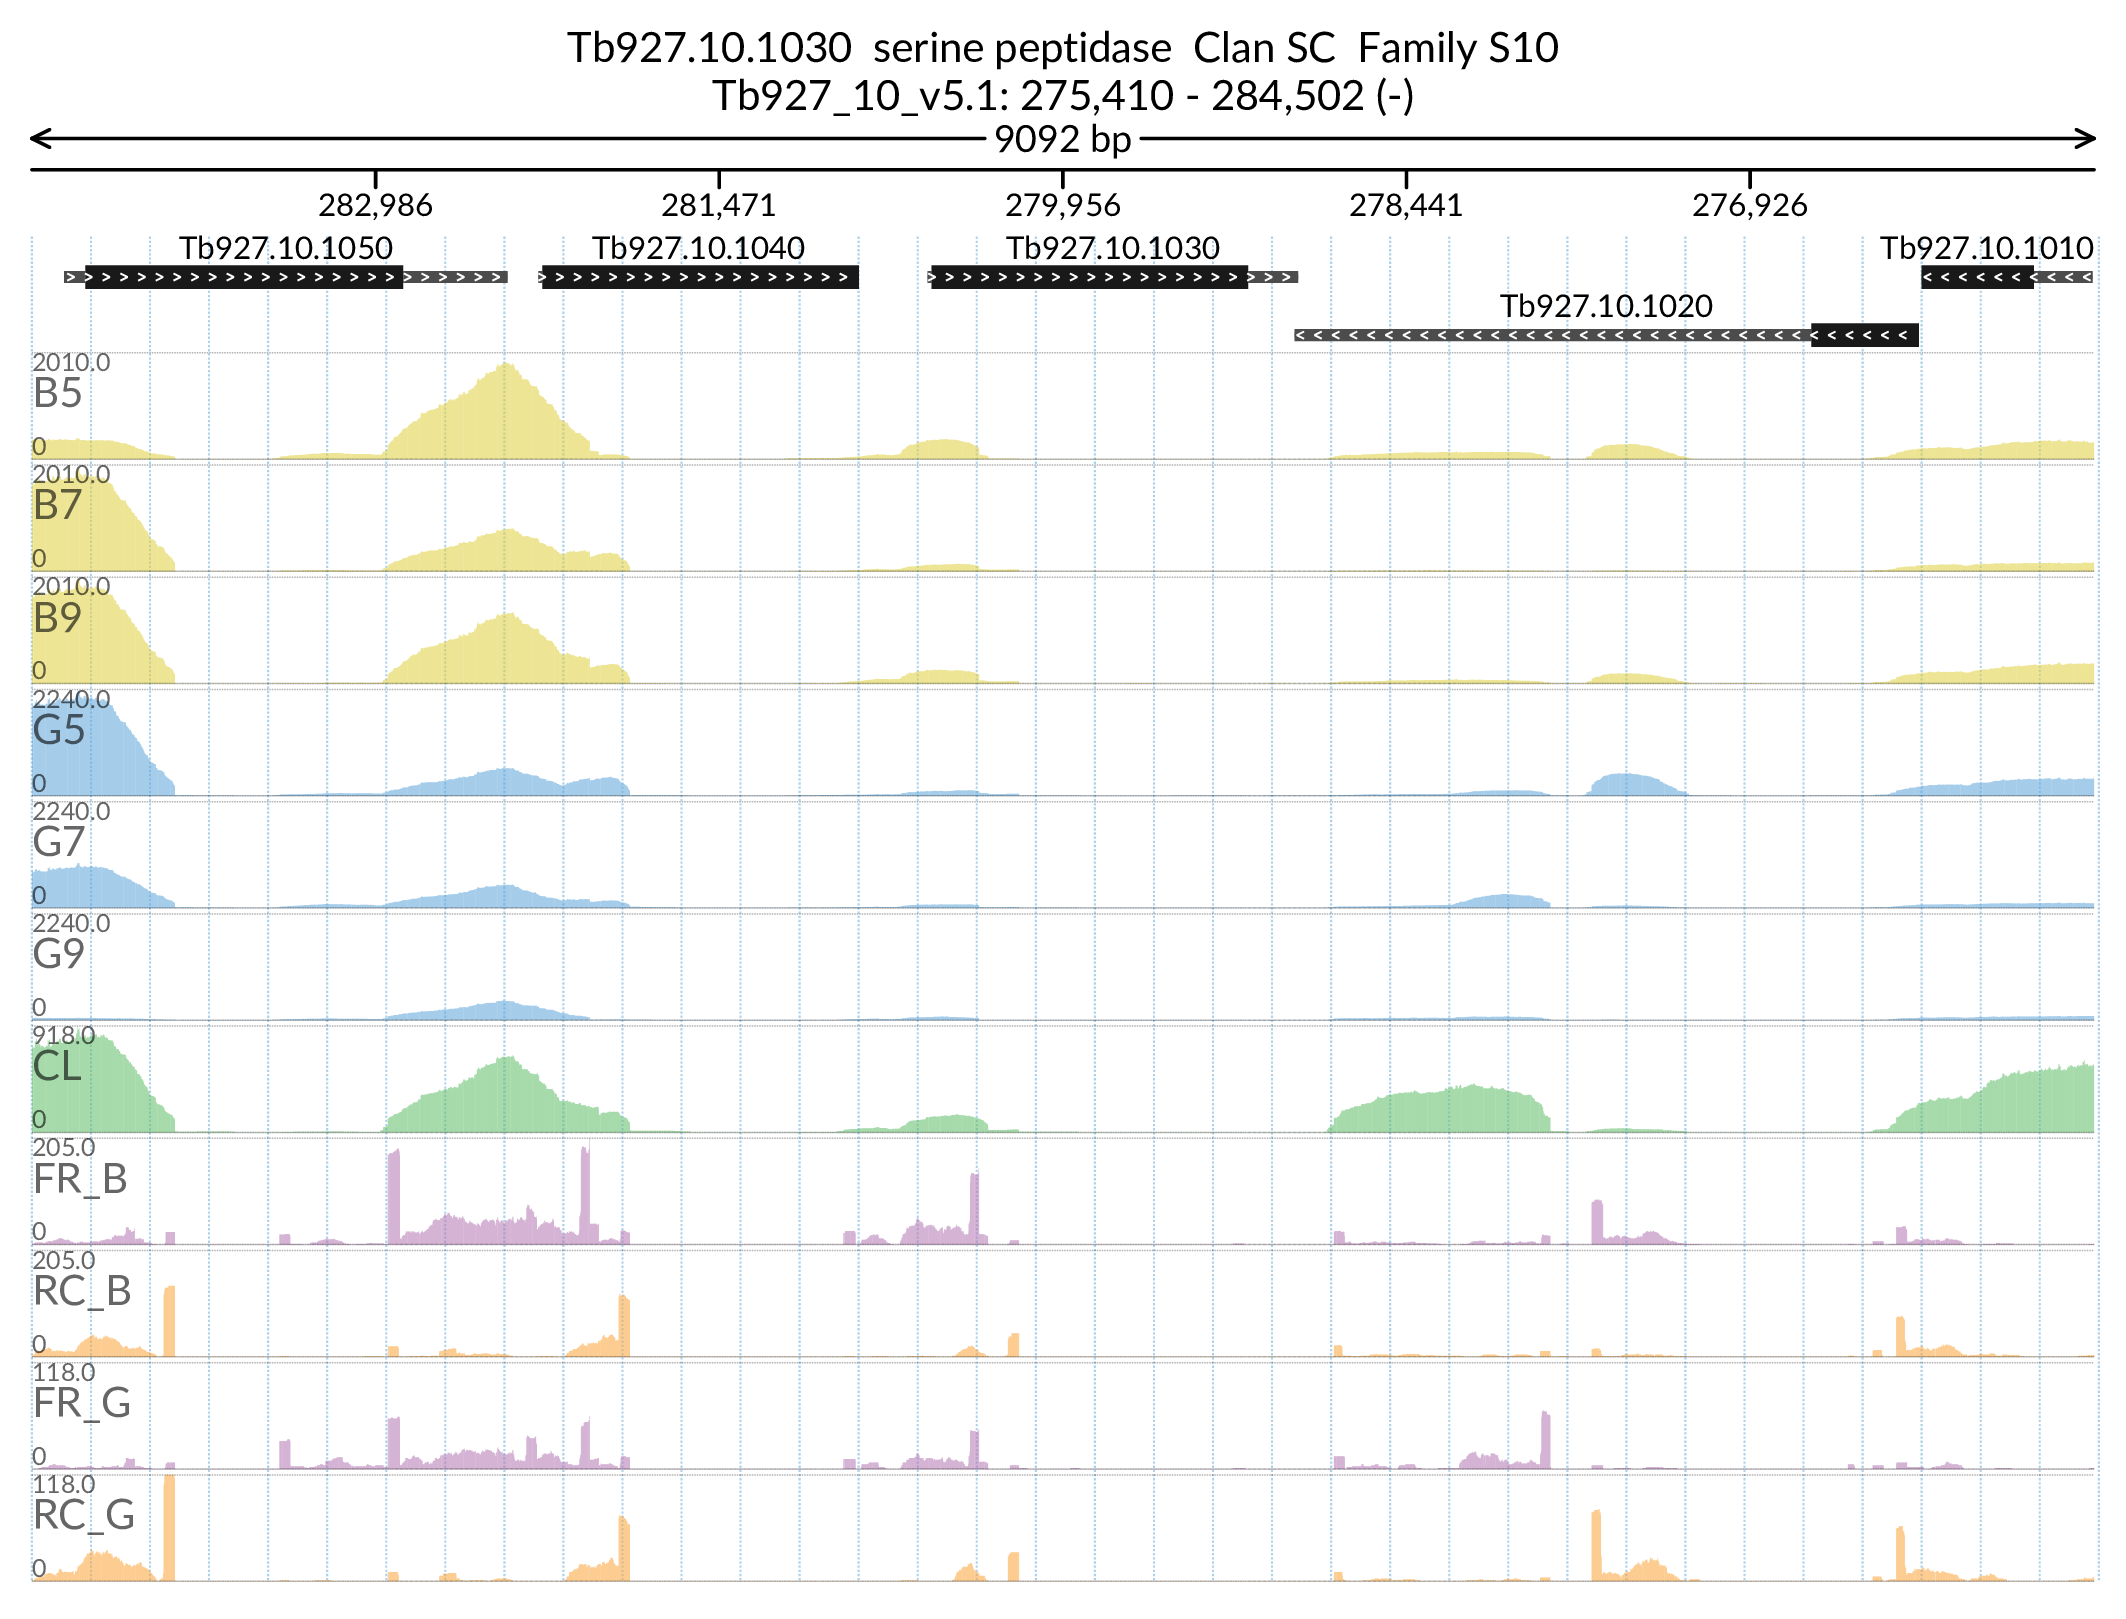 Tb927.10.1030  serine peptidase  Clan SC  Family S10
Tb927_10_v5.1: 275,410 - 284,502 (-)
9092 bp
282,986 281,471 279,956 278,441 276,926
Tb927.10.1050 Tb927.10.1040 Tb927.10.1030 Tb927.10.1010
Tb927.10.1020
2010.0
B5
0
2010.0
B7
0
2010.0
B9
0
2240.0
G5
0
2240.0
G7
0
2240.0
G9
0
918.0
CL
0
205.0
FR_B
0
205.0
RC_B
0
118.0
FR_G
0
118.0
RC_G
0